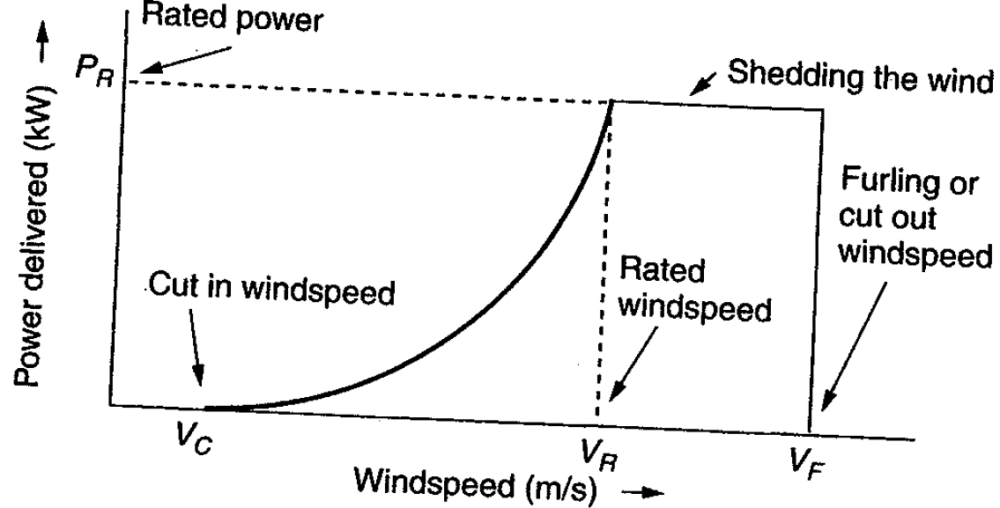 Rated power
P_R
Shedding the wind
Power delivered (kW)
Furling or
cut out
windspeed
Cut in windspeed
Rated
windspeed
V_C
V_R
V_F
Windspeed (m/s)